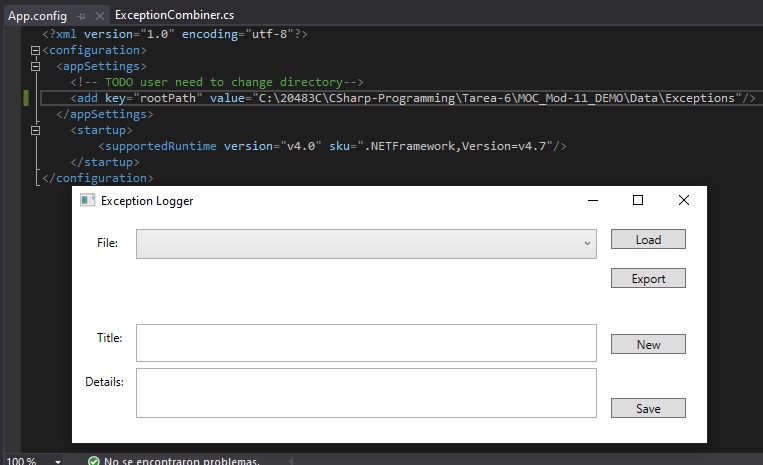 App.config
ExceptionCombiner.cs
<?xml version="1.0" encoding="utf-8"?>
<configuration>
<appSettings>
<!-- TODO user need to change directory-->
<add key="rootPath" value="C:\20483C\CSharp-Programming\Tarea-6\MOC_Mod-11_DEMO\Data\Exceptions"/>
</appSettings>
<startup>
<supportedRuntime version="v4.0" sku=".NETFramework,Version=v4.7"/>
</startup>
</configuration>
Exception Logger
File:
Load
Export
Title:
New
Details:
Save
100 %
No se encontraron problemas.